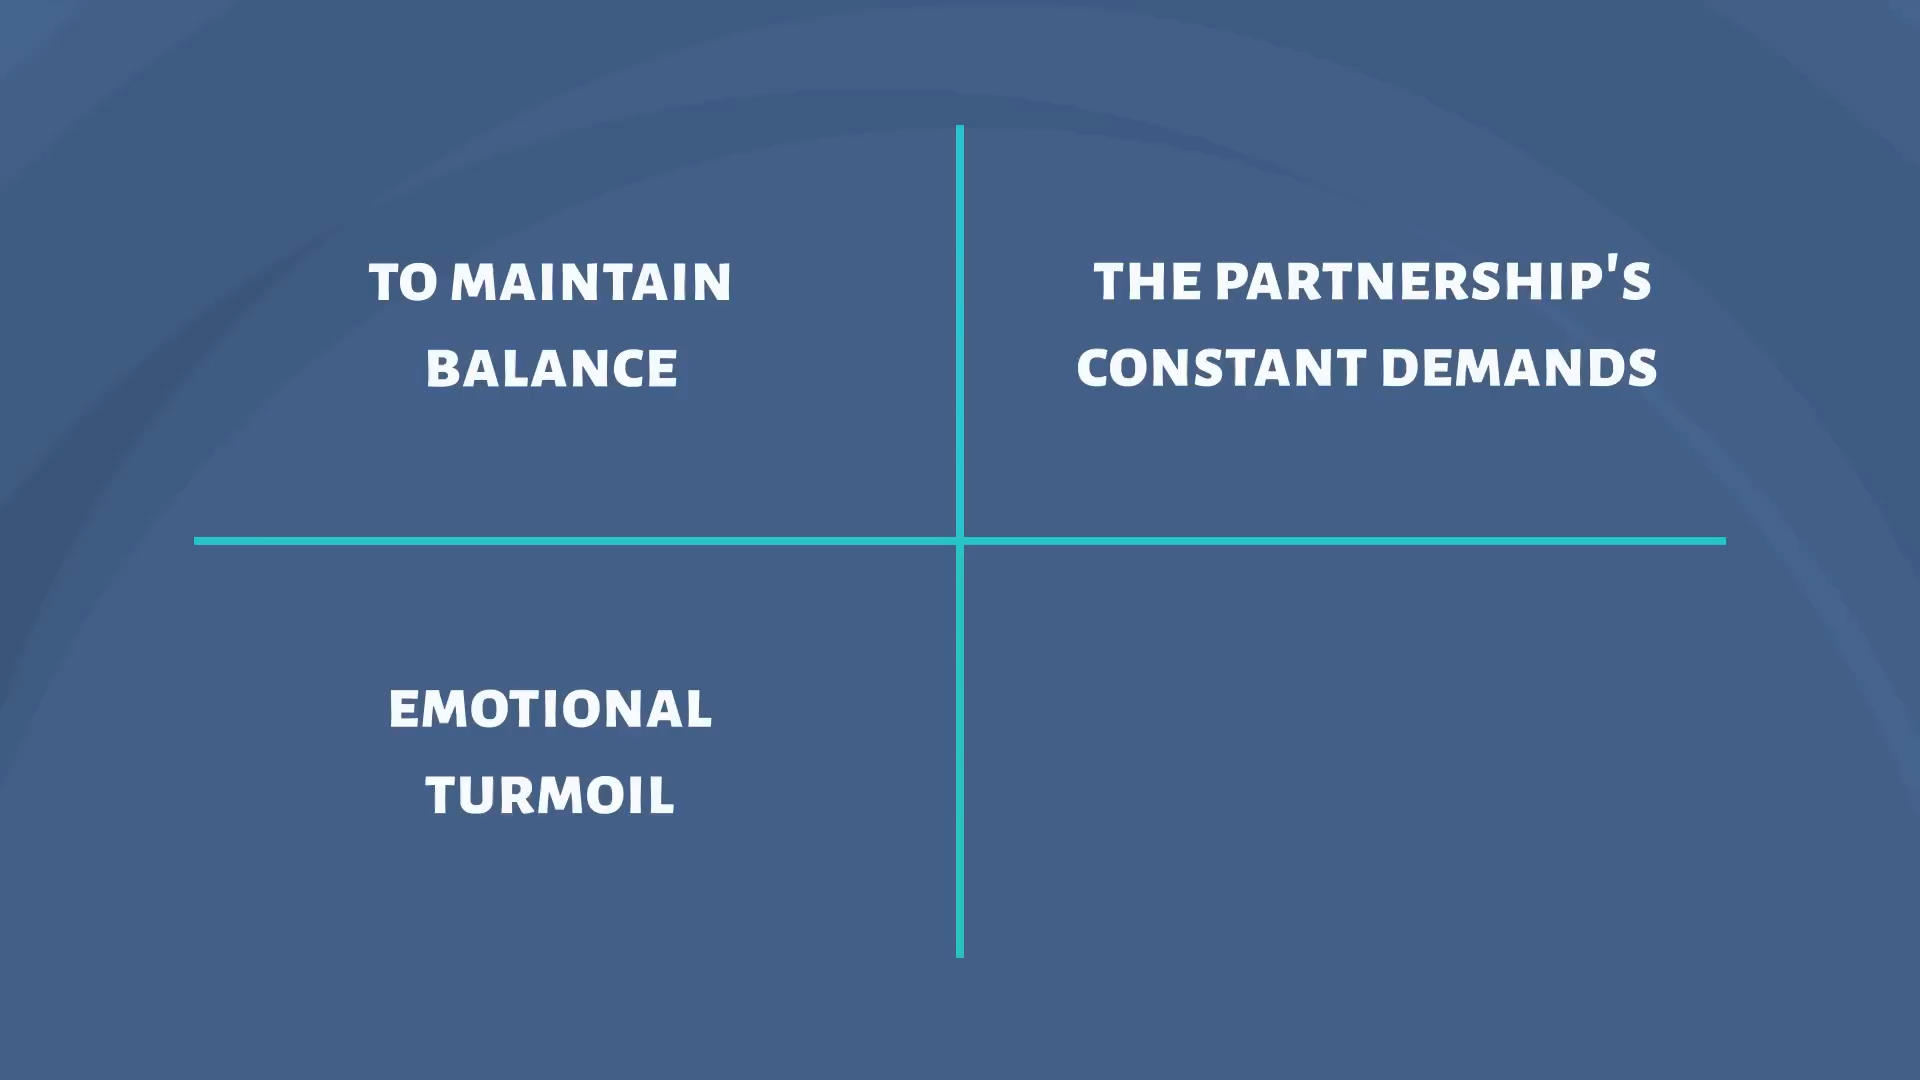 TO MAINTAIN
BALANCE
THE PARTNERSHIP'S
CONSTANT DEMANDS
EMOTIONAL
TURMOIL